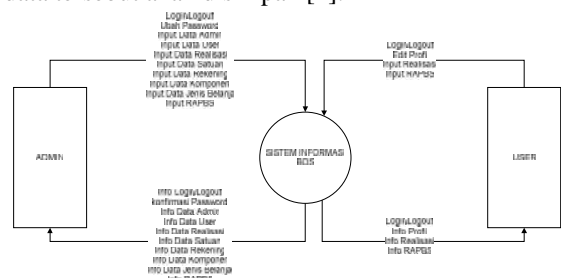 Login/Logout
Ubah Password
Input Data Admin
Input Data User
Input Data Realisasi
Input Data Satuan
Input Data Rekening
Input Data Komponen
Input Data Jenis Belanja
Input RAPBS
Login/Logout
Edit Profil
Input Realisasi
Input RAPBS
ADMIN
SISTEM INFORMASI
BOS
USER
Info Login/Logout
konfirmasi Password
Info Data Admin
Info Data User
Info Data Realisasi
Info Data Satuan
Info Data Rekening
Info Data Komponen
Info Data Jenis Belanja
Info RAPBS
Login/Logout
Info Profil
Info Realisasi
Info RAPBS